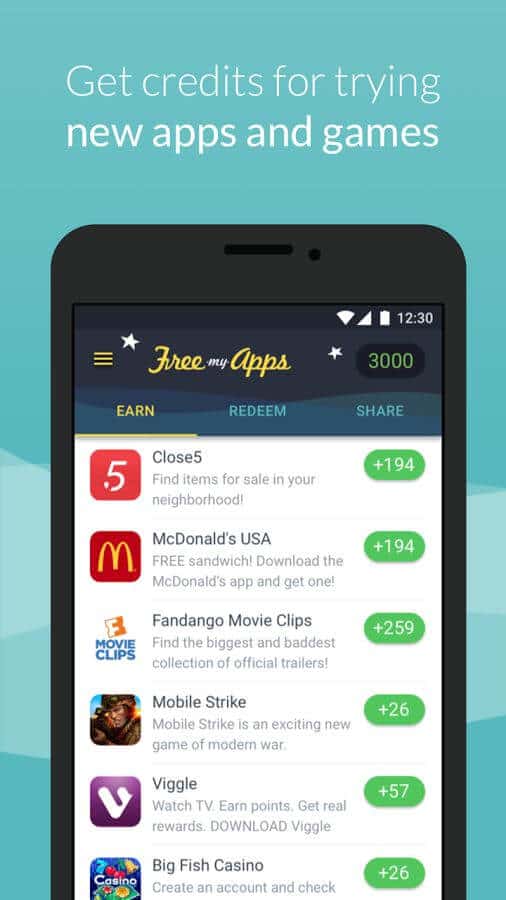 Get credits for trying
new apps and games
12:30
Free my Apps
3000
EARN REDEEM SHARE
.5
Close5
Find items for sale in your
neighborhood!
+194
M
McDonald's USA
FREE sandwich! Download the
McDonald's app and get one!
+194
F
MOVIE
CLIPS
Fandango Movie Clips
Find the biggest and baddest
collection of official trailers!
+259
Mobile Strike
Mobile Strike is an exciting new
game of modern war.
+26
V
Viggle
Watch TV. Earn points. Get real
rewards. DOWNLOAD Viggle
+57
Casino
Big Fish Casino
Create an account and check
+26